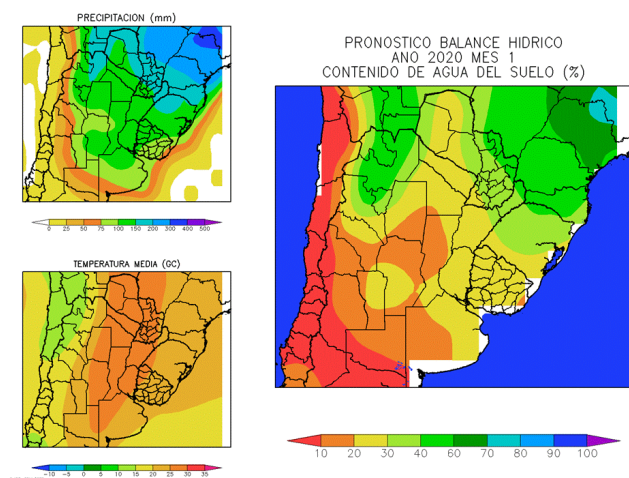 PRECIPITACION (mm)
0 25 50 75 100 150 200 300 400 500
TEMPERATURA MEDIA (GC)
-10 -5 0 5 10 15 20 25 30 35
PRONOSTICO BALANCE HIDRICO
ANO 2020 MES 1
CONTENIDO DE AGUA DEL SUELO (%)
10 20 30 40 60 70 80 90 100